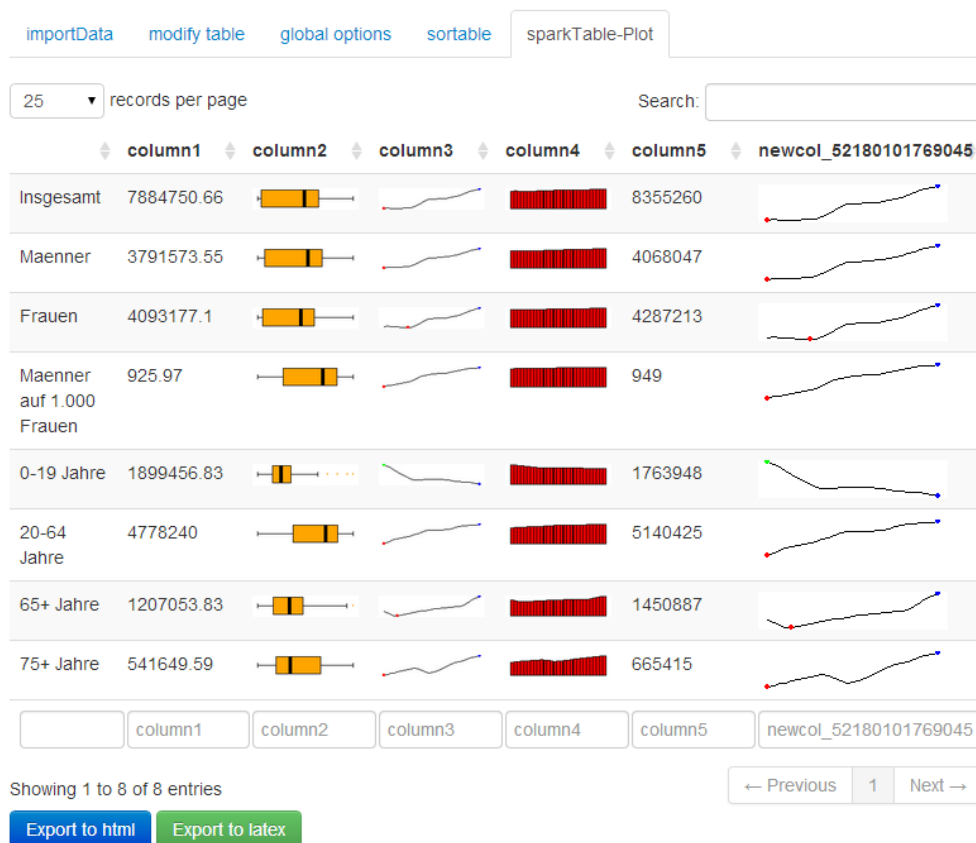 importData modify table global options sortable sparkTable-Plot
25 records per page Search:
column1 column2 column3 column4 column5 newcol_52180101769045
Insgesamt 7884750.66 8355260
Maenner 3791573.55 4068047
Frauen 4093177.1 4287213
Maenner 925.97 949
auf 1.000
Frauen
0-19 Jahre 1899456.83 1763948
20-64 4778240 5140425
Jahre
65+ Jahre 1207053.83 1450887
75+ Jahre 541649.59 665415
column1 column2 column3 column4 column5 newcol_52180101769045
Showing 1 to 8 of 8 entries
← Previous 1 Next →
Export to html Export to latex